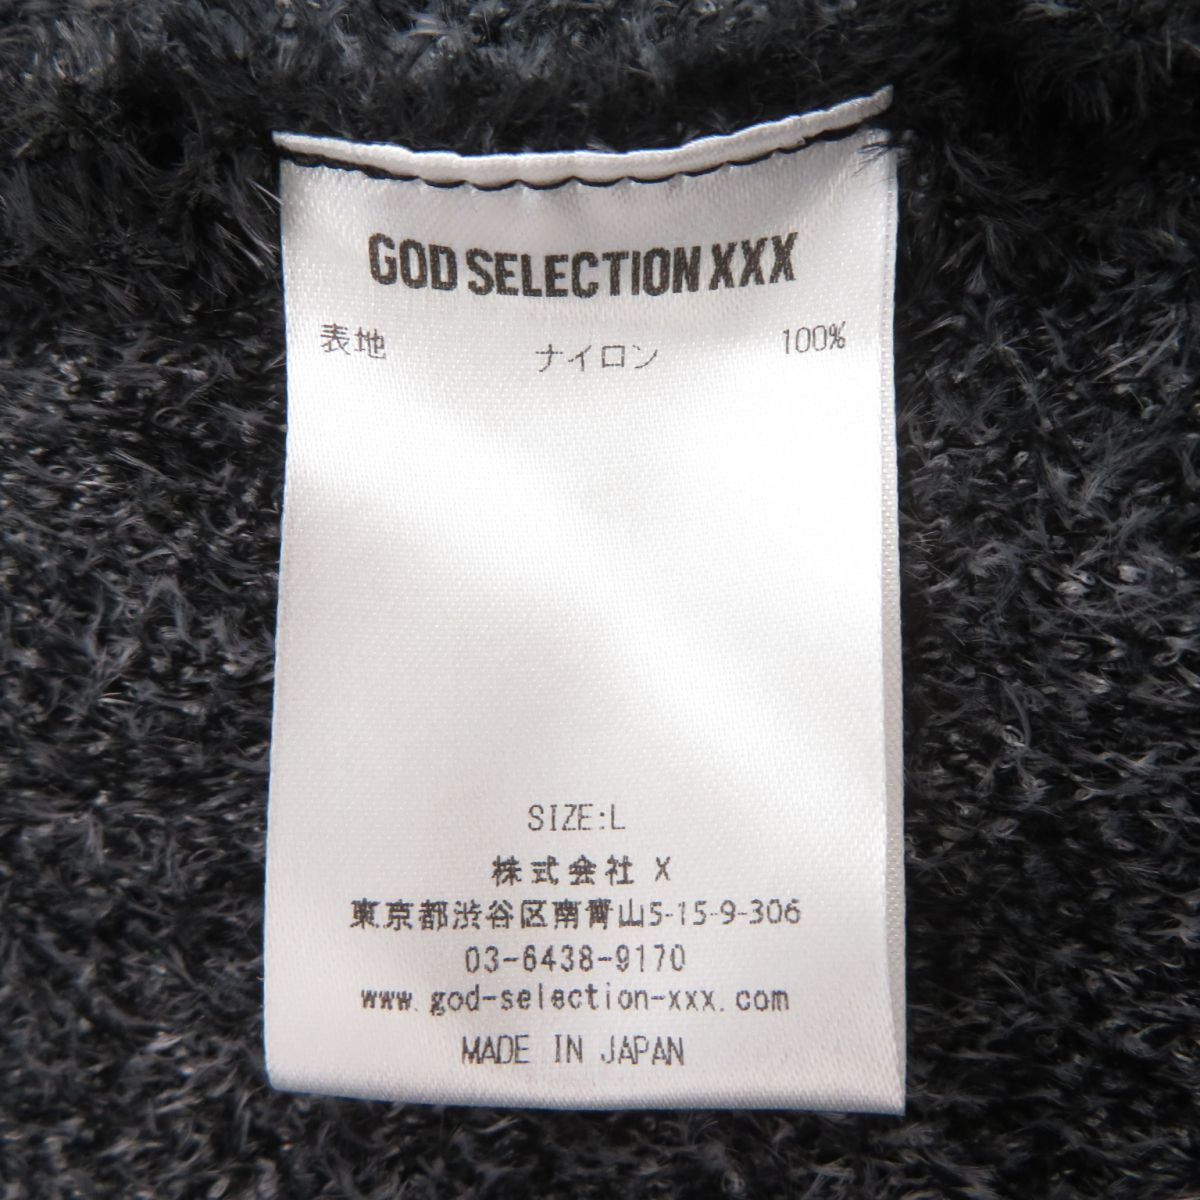 GOD SELECTION XXX
表地 ナイロン 100%
SIZE:L
株式会社 X
東京都渋谷区南青山5-15-9-306
03-6438-9170
www.god-selection-xxx.com
MADE IN JAPAN